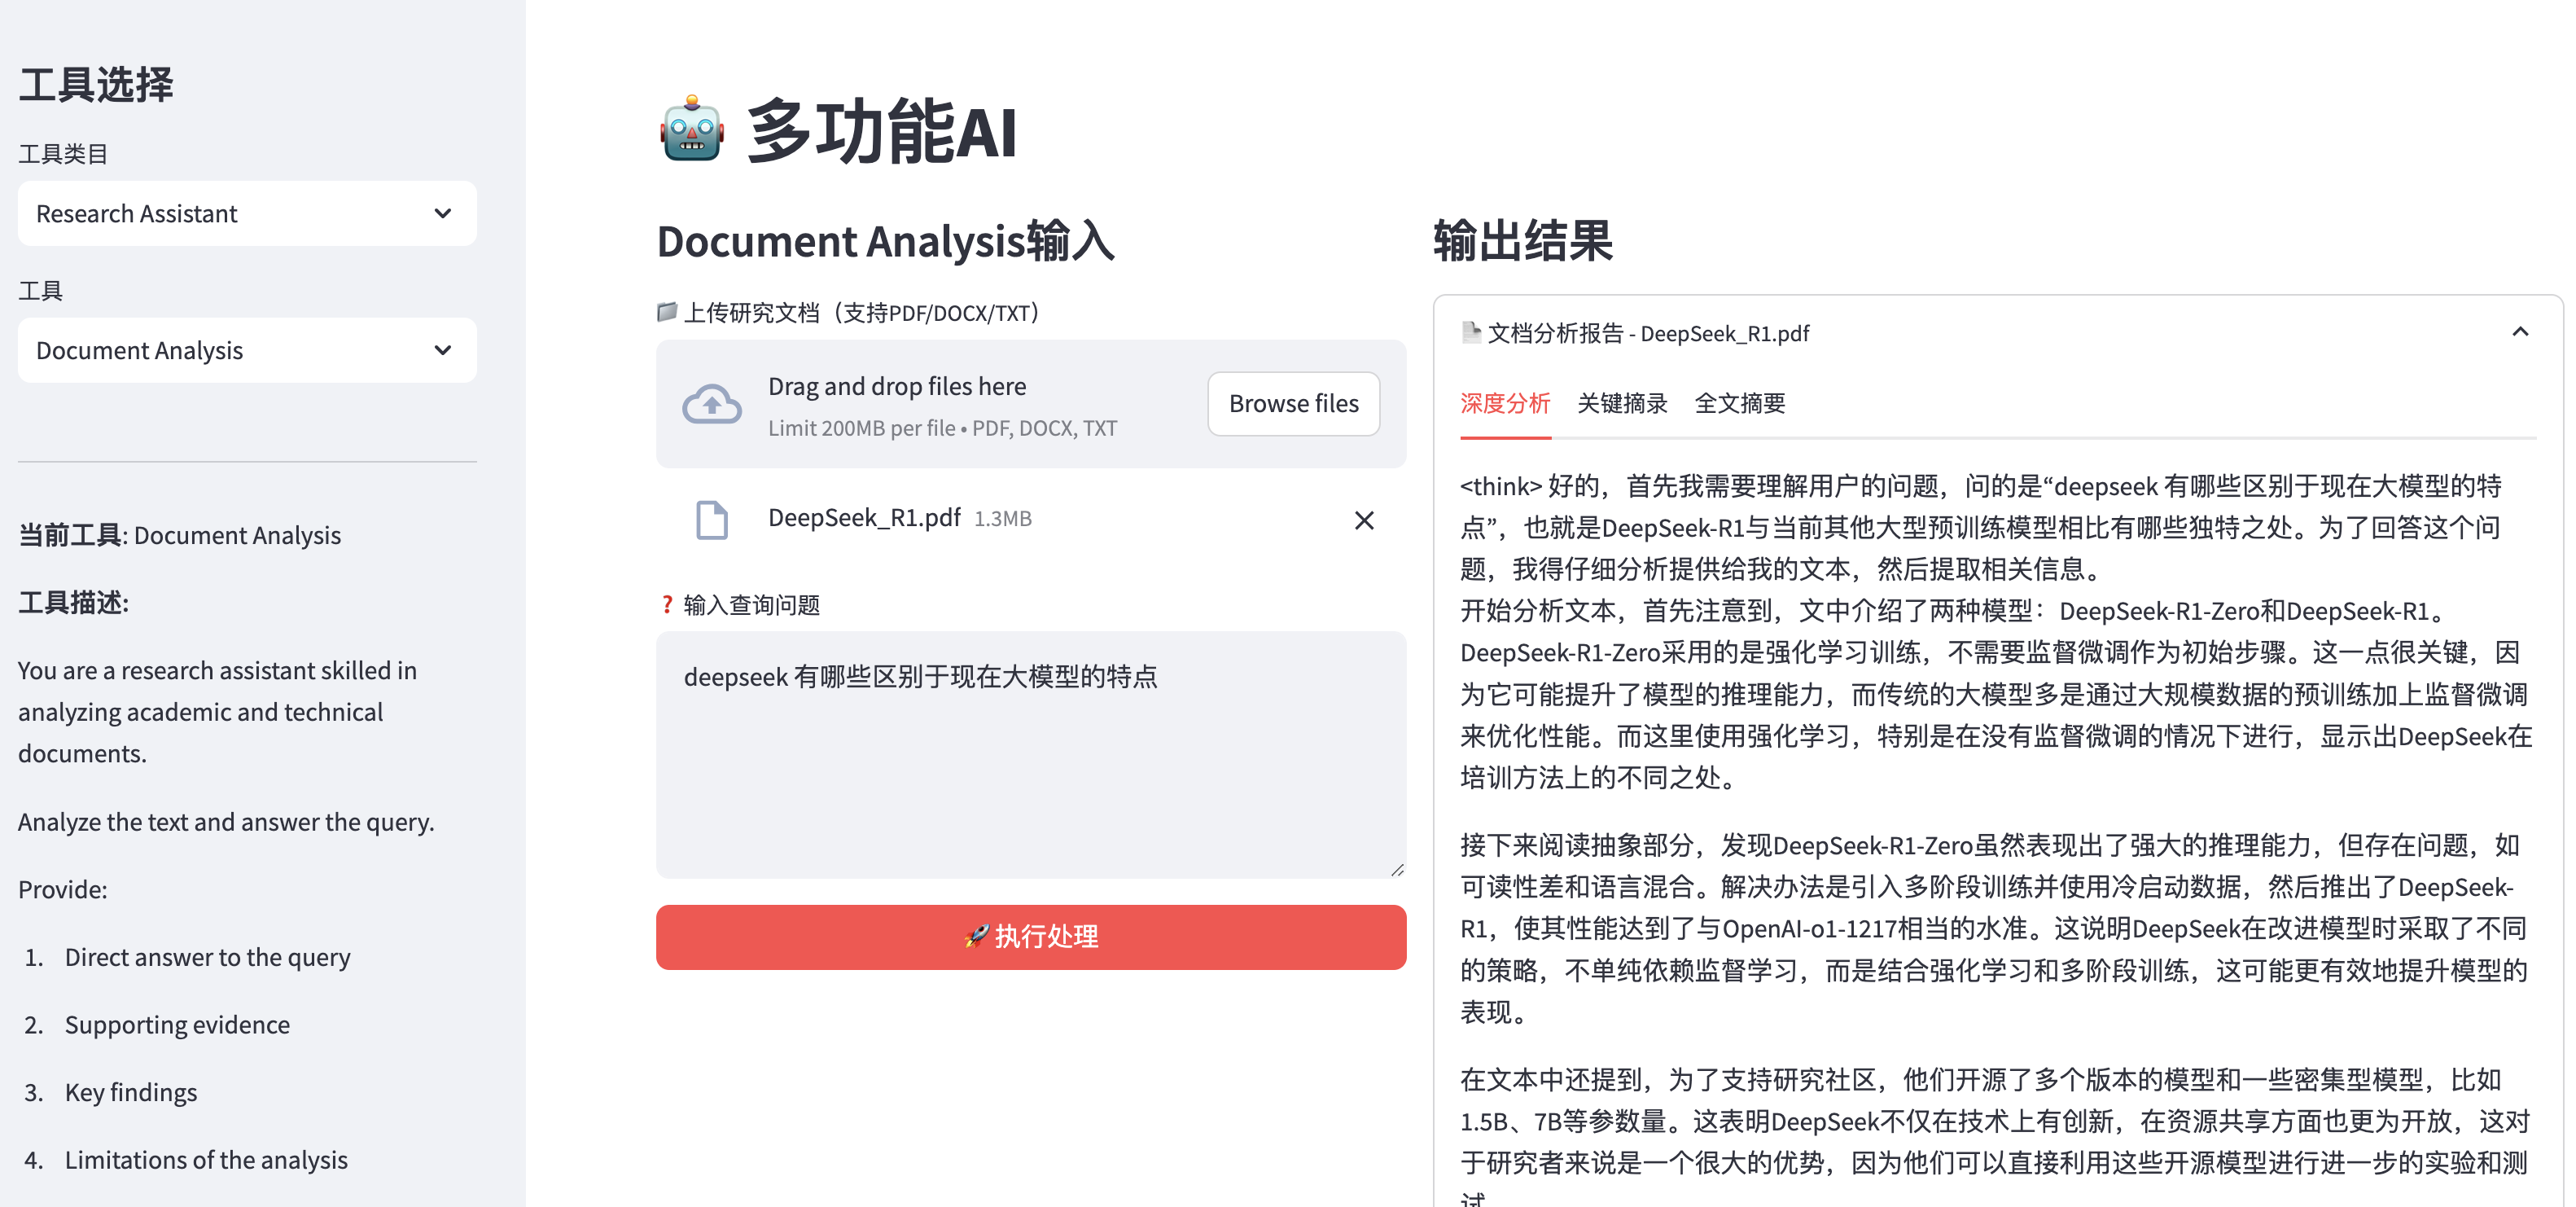 工具选择
工具类目
Research Assistant
工具
Document Analysis
当前工具: Document Analysis
工具描述:
You are a research assistant skilled in
analyzing academic and technical
documents.
Analyze the text and answer the query.
Provide:
1. Direct answer to the query
2. Supporting evidence
3. Key findings
4. Limitations of the analysis
多功能AI
Document Analysis输入
上传研究文档（支持PDF/DOCX/TXT）
Drag and drop files here
Limit 200MB per file • PDF, DOCX, TXT
Browse files
DeepSeek_R1.pdf 1.3MB
输入查询问题
deepseek 有哪些区别于现在大模型的特点
执行处理
输出结果
文档分析报告 - DeepSeek_R1.pdf
深度分析 关键摘录 全文摘要
<think> 好的，首先我需要理解用户的问题，问的是“deepseek 有哪些区别于现在大模型的特
点”，也就是DeepSeek-R1与当前其他大型预训练模型相比有哪些独特之处。为了回答这个问
题，我得仔细分析提供给我的文本，然后提取相关信息。
开始分析文本，首先注意到，文中介绍了两种模型：DeepSeek-R1-Zero和DeepSeek-R1。
DeepSeek-R1-Zero采用的是强化学习训练，不需要监督微调作为初始步骤。这一点很关键，因
为它可能提升了模型的推理能力，而传统的大模型多是通过大规模数据的预训练加上监督微调
来优化性能。而这里使用强化学习，特别是在没有监督微调的情况下进行，显示出DeepSeek在
培训方法上的不同之处。
接下来阅读抽象部分，发现DeepSeek-R1-Zero虽然表现出了强大的推理能力，但存在问题，如
可读性差和语言混合。解决办法是引入多阶段训练并使用冷启动数据，然后推出了DeepSeek-
R1，使其性能达到了与OpenAI-o1-1217相当的水准。这说明DeepSeek在改进模型时采取了不同
的策略，不单纯依赖监督学习，而是结合强化学习和多阶段训练，这可能更有效地提升模型的
表现。
在文本中还提到，为了支持研究社区，他们开源了多个版本的模型和一些密集型模型，比如
1.5B、7B等参数量。这表明DeepSeek不仅在技术上有创新，在资源共享方面也更为开放，这对
于研究者来说是一个很大的优势，因为他们可以直接利用这些开源模型进行进一步的实验和测
试